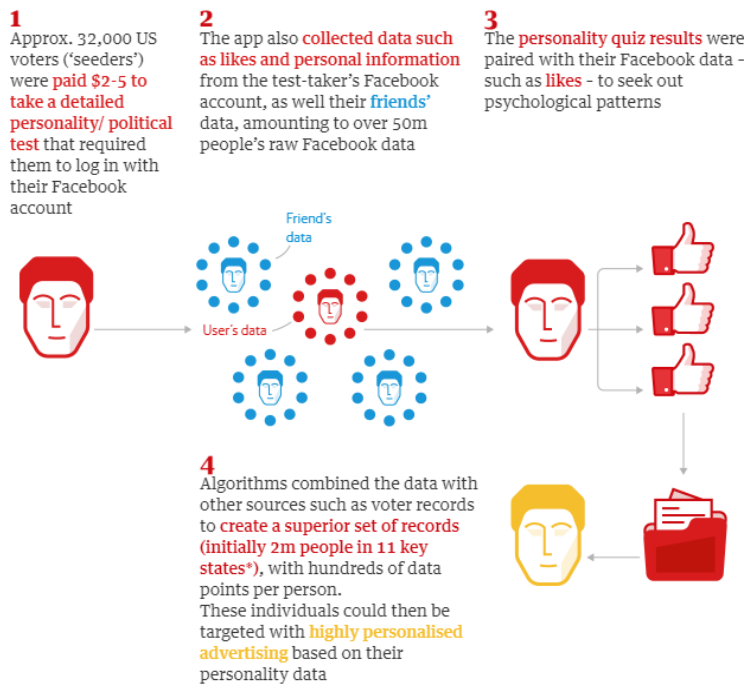 1
Approx. 32,000 US
voters (‘seeders’)
were paid $2-5 to
take a detailed
personality/ political
test that required
them to log in with
their Facebook
account
2
The app also collected data such
as likes and personal information
from the test-taker’s Facebook
account, as well their friends’
data, amounting to over 50m
people’s raw Facebook data
3
The personality quiz results were
paired with their Facebook data –
such as likes – to seek out
psychological patterns
Friend's
data
User's data
4
Algorithms combined the data with
other sources such as voter records
to create a superior set of records
(initially 2m people in 11 key
states*), with hundreds of data
points per person.
These individuals could then be
targeted with highly personalised
advertising based on their
personality data